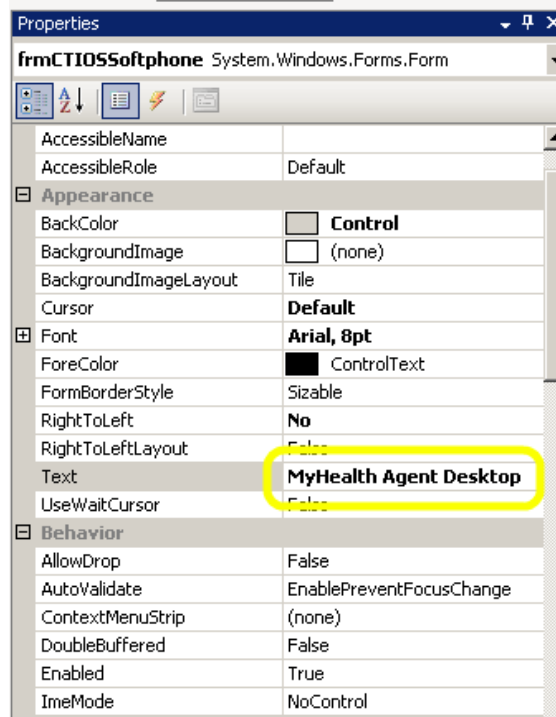 Properties
frmCTIOSSoftphone System.Windows.Forms.Form
AccessibleName
AccessibleRole Default
Appearance
BackColor Control
BackgroundImage (none)
BackgroundImageLayout Tile
Cursor Default
Font Arial, 8pt
ForeColor ControlText
FormBorderStyle Sizable
RightToLeft No
RightToLeftLayout False
Text MyHealth Agent Desktop
UseWaitCursor False
Behavior
AllowDrop False
AutoValidate EnablePreventFocusChange
ContextMenuStrip (none)
DoubleBuffered False
Enabled True
ImeMode NoControl